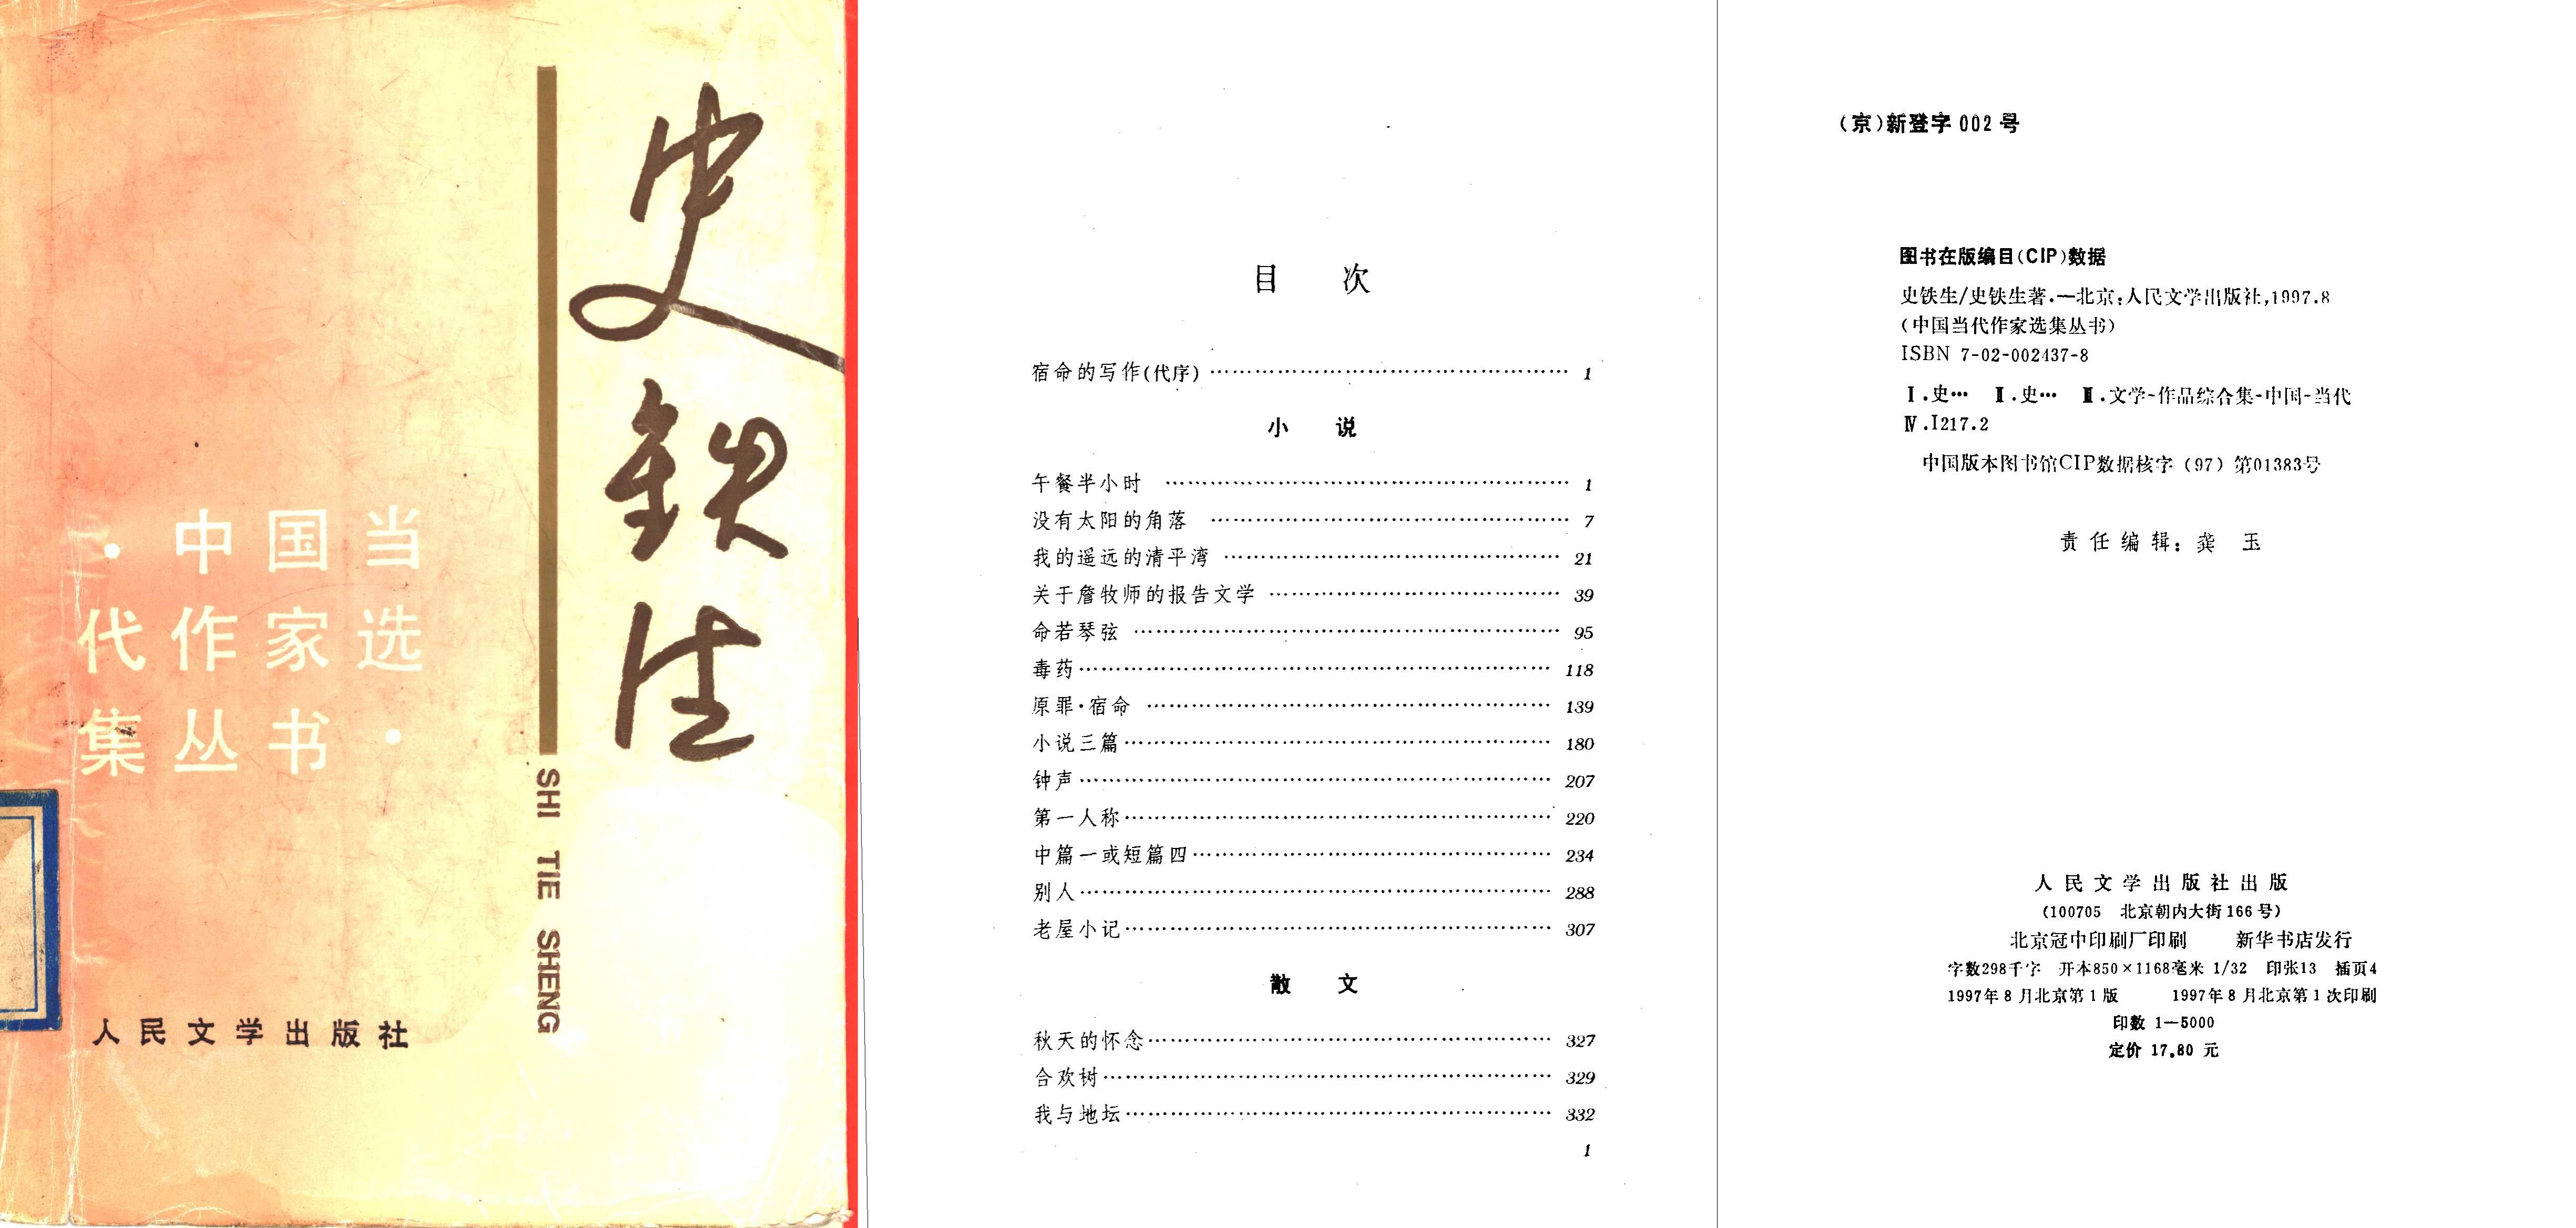 史铁生
SHI TIE SHENG
·中国当
代作家选
集丛书·
人民文学出版社
目 次
宿命的写作(代序) …… 1
小 说
午餐半小时 …… 1
没有太阳的角落 …… 7
我的遥远的清平湾 …… 21
关于詹牧师的报告文学 …… 39
命若琴弦 …… 95
毒药 …… 118
原罪·宿命 …… 139
小说三篇 …… 180
钟声 …… 207
第一人称 …… 220
中篇一或短篇四 …… 234
别人 …… 288
老屋小记 …… 307
散 文
秋天的怀念 …… 327
合欢树 …… 329
我与地坛 …… 332
1
(京)新登字 002 号
图书在版编目(CIP)数据
史铁生/史铁生著.—北京:人民文学出版社,1997.8
(中国当代作家选集丛书)
ISBN 7-02-002437-8
Ⅰ.史… Ⅱ.史… Ⅲ.文学-作品综合集-中国-当代
Ⅳ.I217.2
中国版本图书馆CIP数据核字(97)第01383号
责任编辑:龚 玉
人民文学出版社出版
(100705 北京朝内大街166号)
北京冠中印刷厂印刷 新华书店发行
字数298千字 开本850×1168毫米 1/32 印张13 插页4
1997年8月北京第1版 1997年8月北京第1次印刷
印数 1—5000
定价 17.80 元